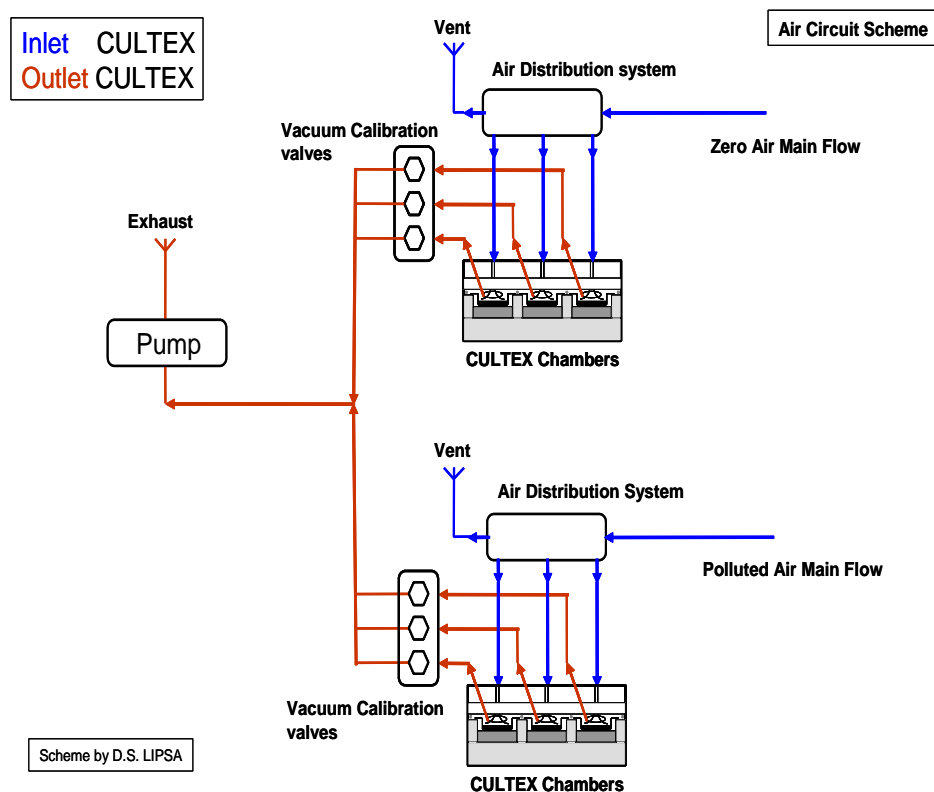 Inlet CULTEX
Outlet CULTEX
Vent
Air Circuit Scheme
Air Distribution system
Vacuum Calibration
valves
Zero Air Main Flow
Exhaust
Pump
CULTEX Chambers
Vent
Air Distribution System
Polluted Air Main Flow
Vacuum Calibration
valves
Scheme by D.S. LIPSA
CULTEX Chambers